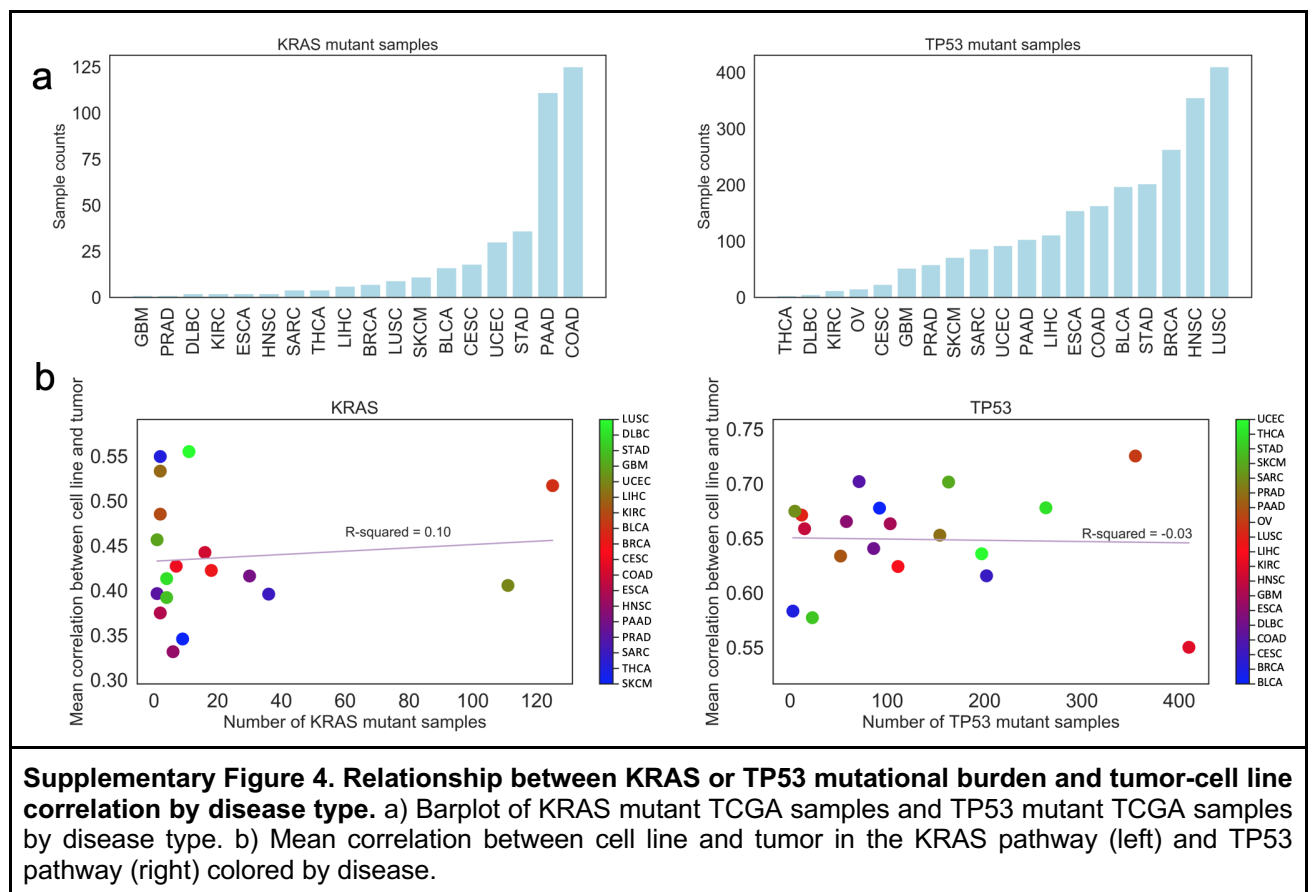 a
KRAS mutant samples
Sample counts
125
100
75
50
25
0
GBM PRAD DLBC KIRC ESCA HNSC SARC THCA LIHC BRCA LUSC SKCM BLCA CESC UCEC STAD PAAD COAD
TP53 mutant samples
Sample counts
400
300
200
100
0
THCA DLBC KIRC OV CESC GBM PRAD SKCM SARC UCEC PAAD LIHC ESCA COAD BLCA STAD BRCA HNSC LUSC
b
KRAS
Mean correlation between cell line and tumor
0.55
0.50
0.45
0.40
0.35
0.30
R-squared = 0.10
0 20 40 60 80 100 120
Number of KRAS mutant samples
LUSC
DLBC
STAD
GBM
UCEC
LIHC
KIRC
BLCA
BRCA
CESC
COAD
ESCA
HNSC
PAAD
PRAD
SARC
THCA
SKCM
TP53
Mean correlation between cell line and tumor
0.75
0.70
0.65
0.60
0.55
R-squared = -0.03
0 100 200 300 400
Number of TP53 mutant samples
UCEC
THCA
STAD
SKCM
SARC
PRAD
PAAD
OV
LUSC
LIHC
KIRC
HNSC
GBM
ESCA
DLBC
COAD
CESC
BRCA
BLCA
Supplementary Figure 4. Relationship between KRAS or TP53 mutational burden and tumor-cell line
correlation by disease type. a) Barplot of KRAS mutant TCGA samples and TP53 mutant TCGA samples
by disease type. b) Mean correlation between cell line and tumor in the KRAS pathway (left) and TP53
pathway (right) colored by disease.